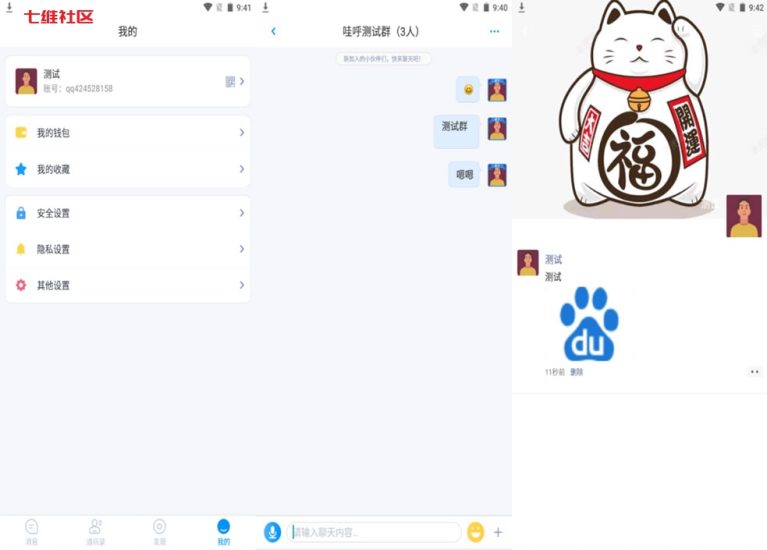 9:41
七维社区
我的
测试
账号：qq424528158
我的钱包
我的收藏
安全设置
隐私设置
其他设置
消息
通讯录
发现
我的
9:40
哇呼测试群（3人）
新加入的小伙伴们，快来聊天吧！
测试群
嗯嗯
请输入聊天内容...
9:42
開運
福
测试
测试
du
11秒前 删除